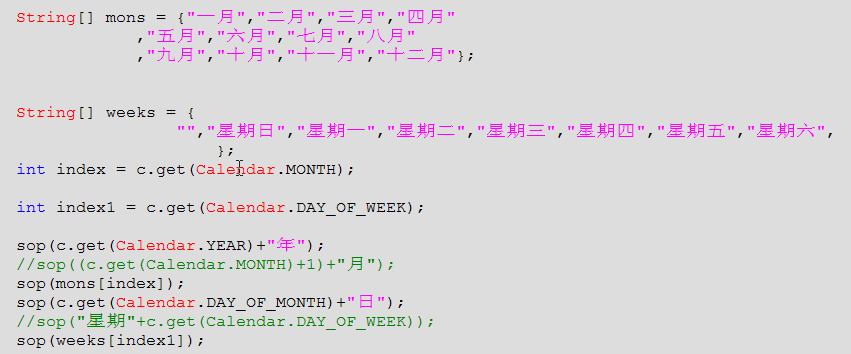 String[] mons = {"一月","二月","三月","四月"
,"五月","六月","七月","八月"
,"九月","十月","十一月","十二月"};
String[] weeks = {
"","星期日","星期一","星期二","星期三","星期四","星期五","星期六",
};
int index = c.get(Calendar.MONTH);
int index1 = c.get(Calendar.DAY_OF_WEEK);
sop(c.get(Calendar.YEAR)+"年");
//sop((c.get(Calendar.MONTH)+1)+"月");
sop(mons[index]);
sop(c.get(Calendar.DAY_OF_MONTH)+"日");
//sop("星期"+c.get(Calendar.DAY_OF_WEEK));
sop(weeks[index1]);